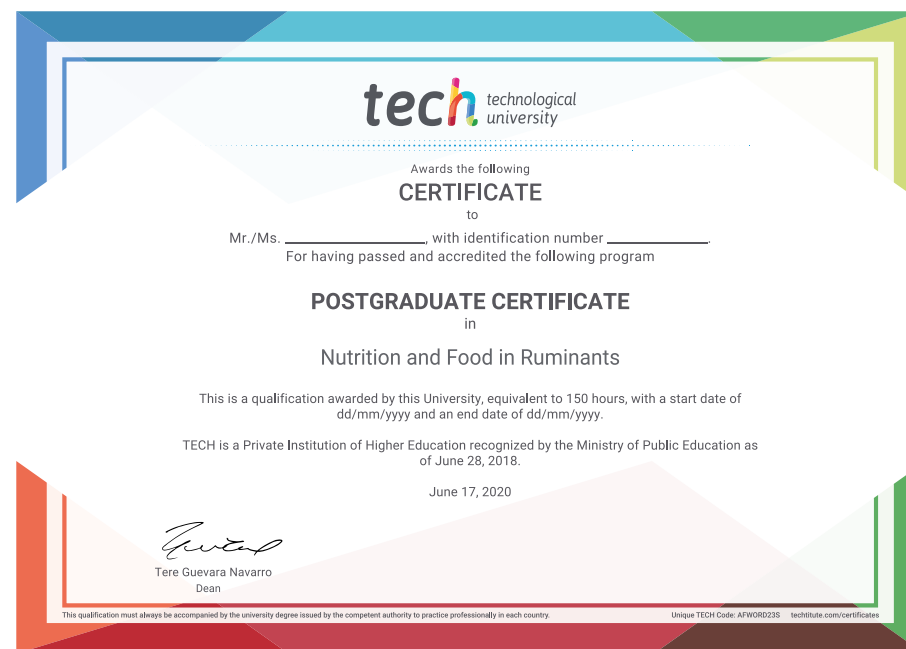 tech technological
university
Awards the following
CERTIFICATE
to
Mr./Ms. ____________________, with identification number ______________.
For having passed and accredited the following program
POSTGRADUATE CERTIFICATE
in
Nutrition and Food in Ruminants
This is a qualification awarded by this University, equivalent to 150 hours, with a start date of
dd/mm/yyyy and an end date of dd/mm/yyyy.
TECH is a Private Institution of Higher Education recognized by the Ministry of Public Education as
of June 28, 2018.
June 17, 2020
Tere Guevara Navarro
Dean
This qualification must always be accompanied by the university degree issued by the competent authority to practice professionally in each country. Unique TECH Code: AFWORD23S techtitute.com/certificates